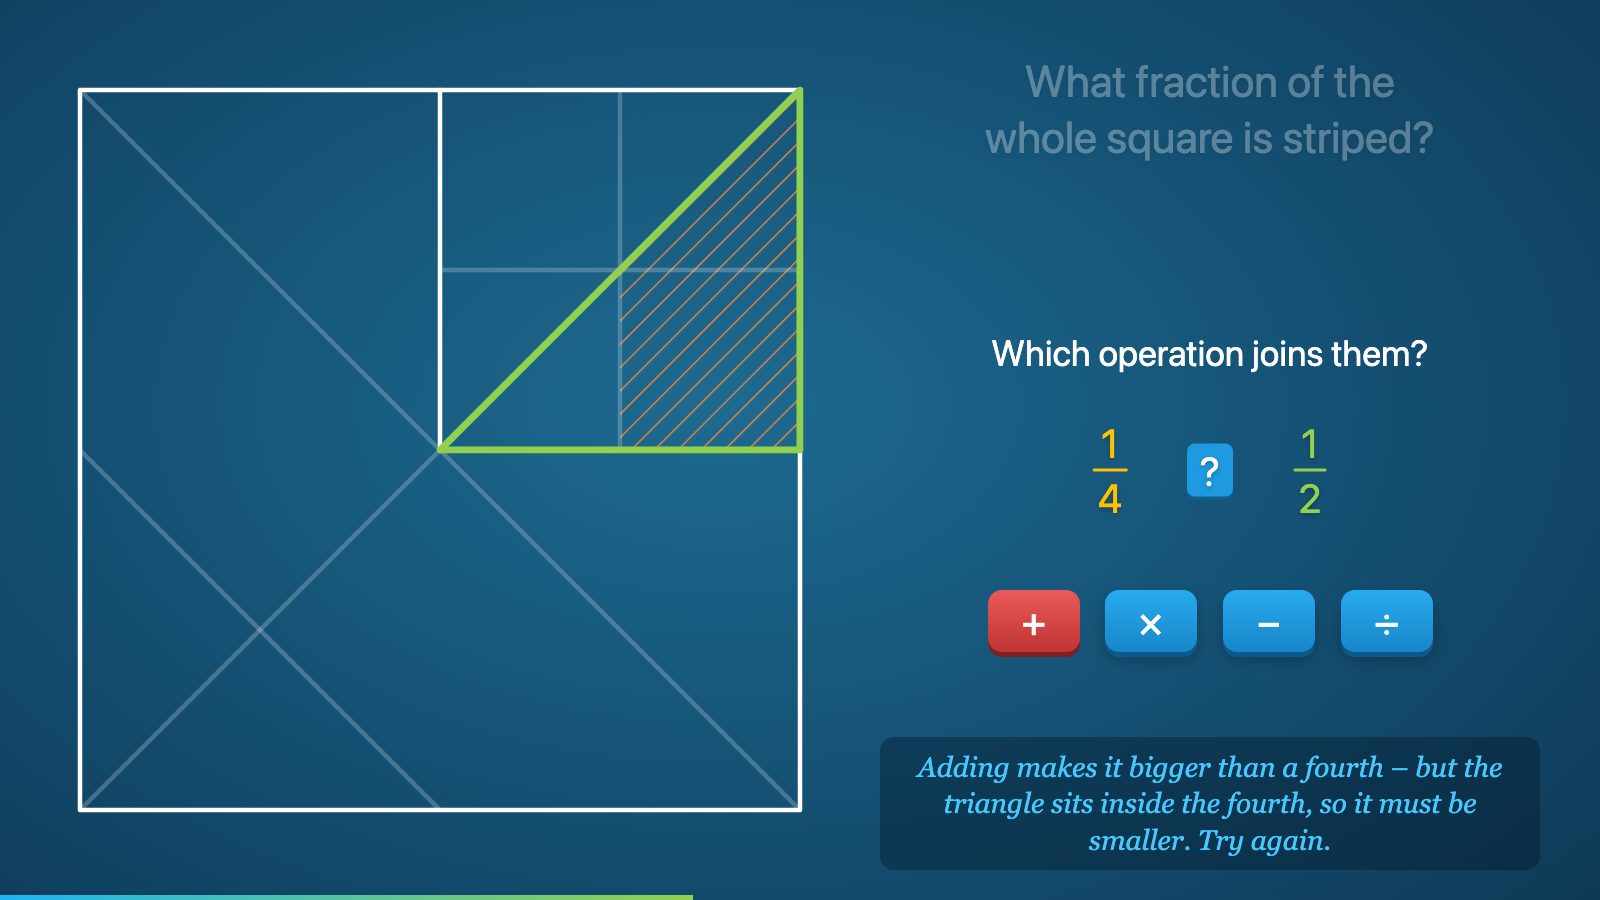 What fraction of the
whole square is striped?
Which operation joins them?
1
4
?
1
2
+ × − ÷
Adding makes it bigger than a fourth – but the
triangle sits inside the fourth, so it must be
smaller. Try again.